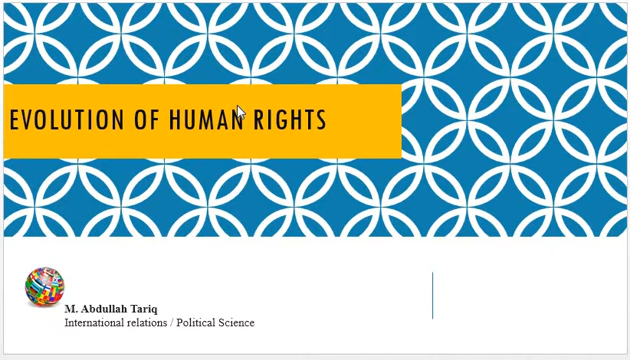 EVOLUTION OF HUMAN RIGHTS
M. Abdullah Tariq
International relations / Political Science